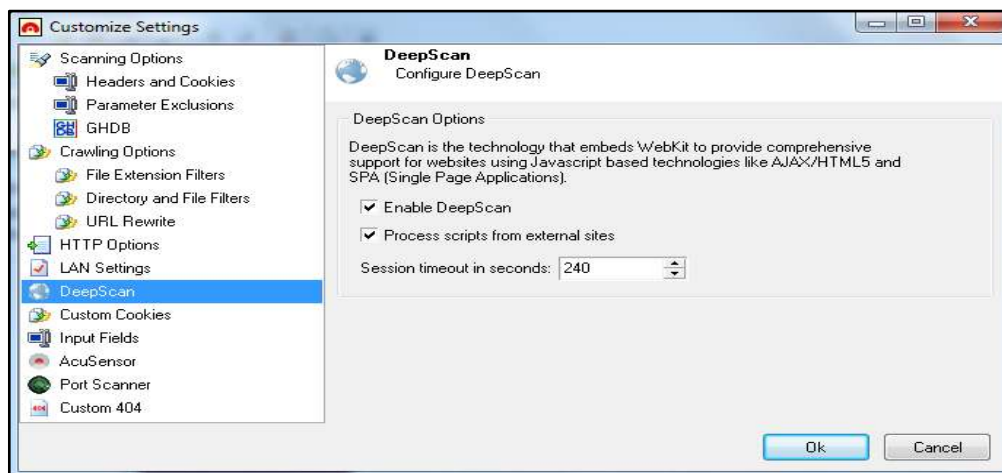 Customize Settings
Scanning Options
Headers and Cookies
Parameter Exclusions
GHDB
Crawling Options
File Extension Filters
Directory and File Filters
URL Rewrite
HTTP Options
LAN Settings
DeepScan
Custom Cookies
Input Fields
AcuSensor
Port Scanner
Custom 404
DeepScan
Configure DeepScan
DeepScan Options
DeepScan is the technology that embeds WebKit to provide comprehensive
support for websites using Javascript based technologies like AJAX/HTML5 and
SPA (Single Page Applications).
Enable DeepScan
Process scripts from external sites
Session timeout in seconds: 240
Ok Cancel